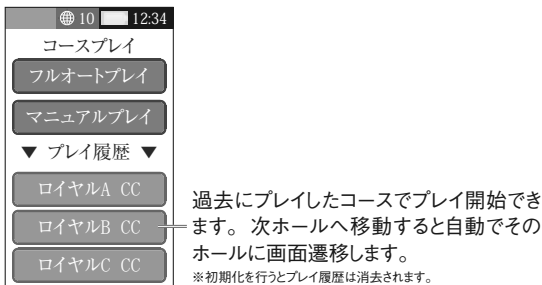 10 12:34
コースプレイ
フルオートプレイ
マニュアルプレイ
▼ プレイ履歴 ▼
ロイヤルA CC
ロイヤルB CC
ロイヤルC CC
過去にプレイしたコースでプレイ開始でき
ます。次ホールへ移動すると自動でその
ホールに画面遷移します。
※初期化を行うとプレイ履歴は消去されます。